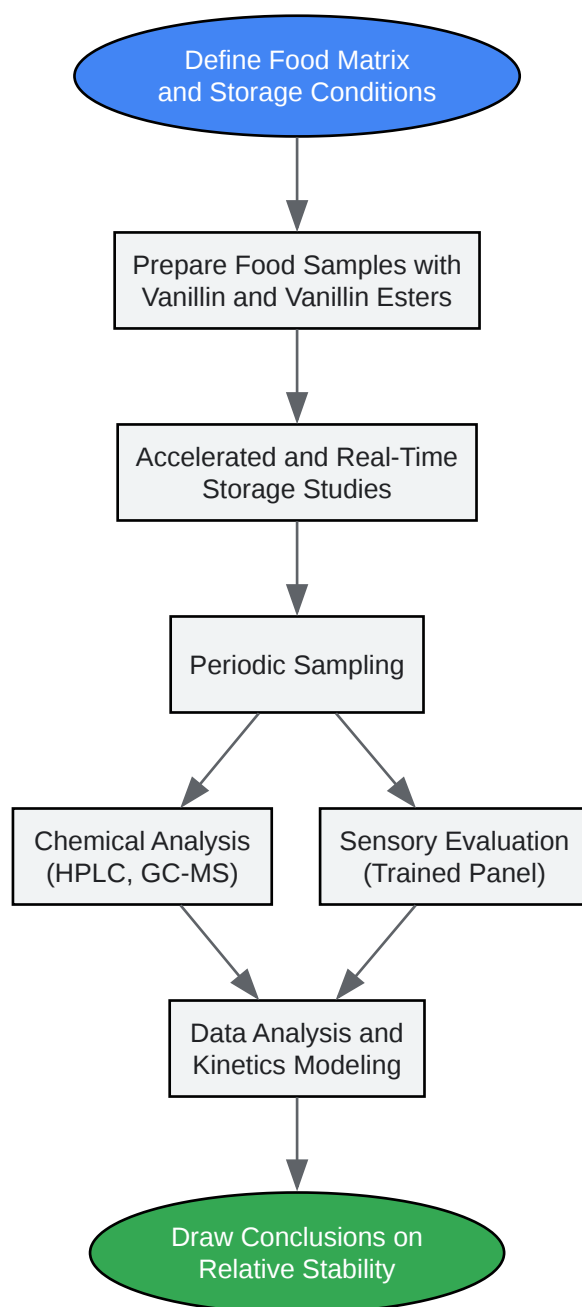 Define Food Matrix
and Storage Conditions
Prepare Food Samples with
Vanillin and Vanillin Esters
Accelerated and Real-Time
Storage Studies
Periodic Sampling
Chemical Analysis
(HPLC, GC-MS)
Sensory Evaluation
(Trained Panel)
Data Analysis and
Kinetics Modeling
Draw Conclusions on
Relative Stability